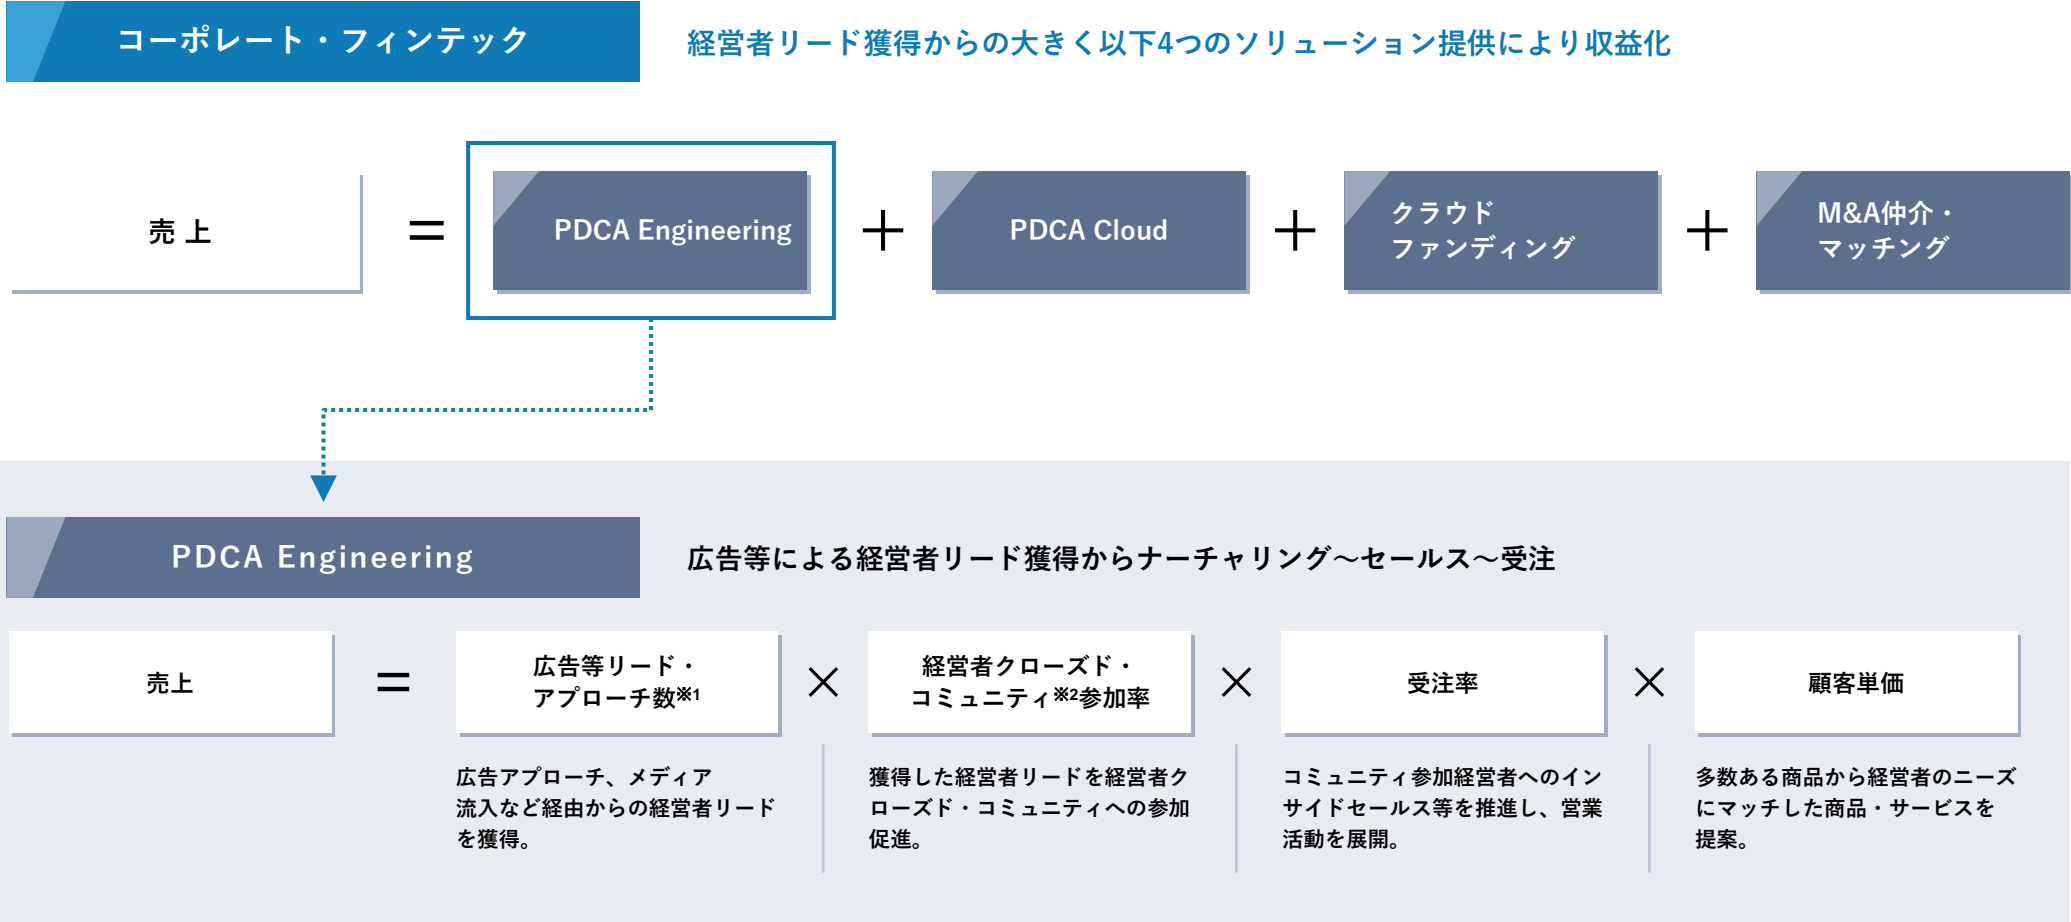 コーポレート・フィンテック
経営者リード獲得からの大きく以下4つのソリューション提供により収益化
売 上
=
PDCA Engineering
+
PDCA Cloud
+
クラウド
ファンディング
+
M&A仲介・
マッチング
PDCA Engineering
広告等による経営者リード獲得からナーチャリング～セールス～受注
売上
=
広告等リード・
アプローチ数※1
×
経営者クローズド・
コミュニティ※2参加率
×
受注率
×
顧客単価
広告アプローチ、メディア
流入など経由からの経営者リード
を獲得。
獲得した経営者リードを経営者ク
ローズド・コミュニティへの参加
促進。
コミュニティ参加経営者へのイン
サイドセールス等を推進し、営業
活動を展開。
多数ある商品から経営者のニーズ
にマッチした商品・サービスを
提案。